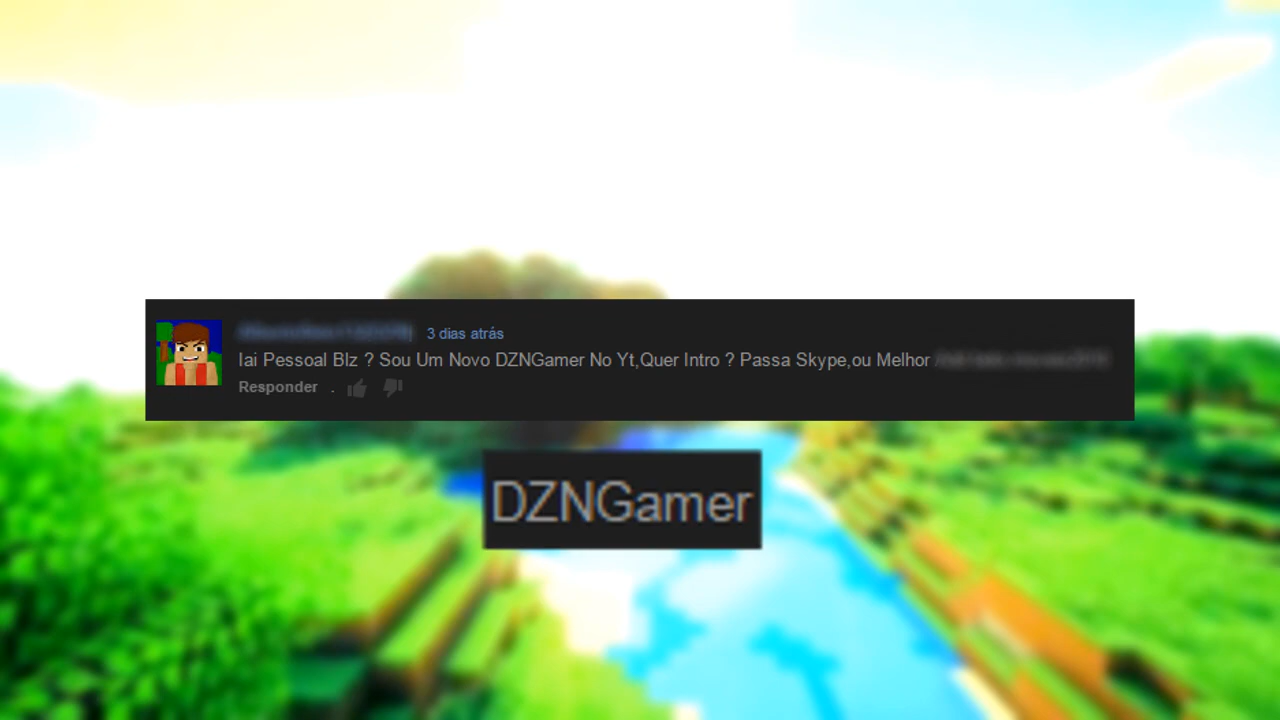 3 dias atrás
Iai Pessoal Blz ? Sou Um Novo DZNGamer No Yt,Quer Intro ? Passa Skype,ou Melhor
Responder .
DZNGamer